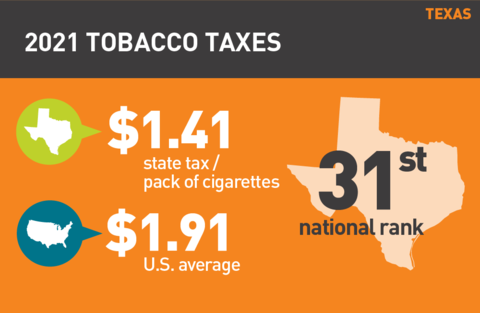 TEXAS
2021 TOBACCO TAXES
$1.41
state tax /
pack of cigarettes
$1.91
U.S. average
31st
national rank